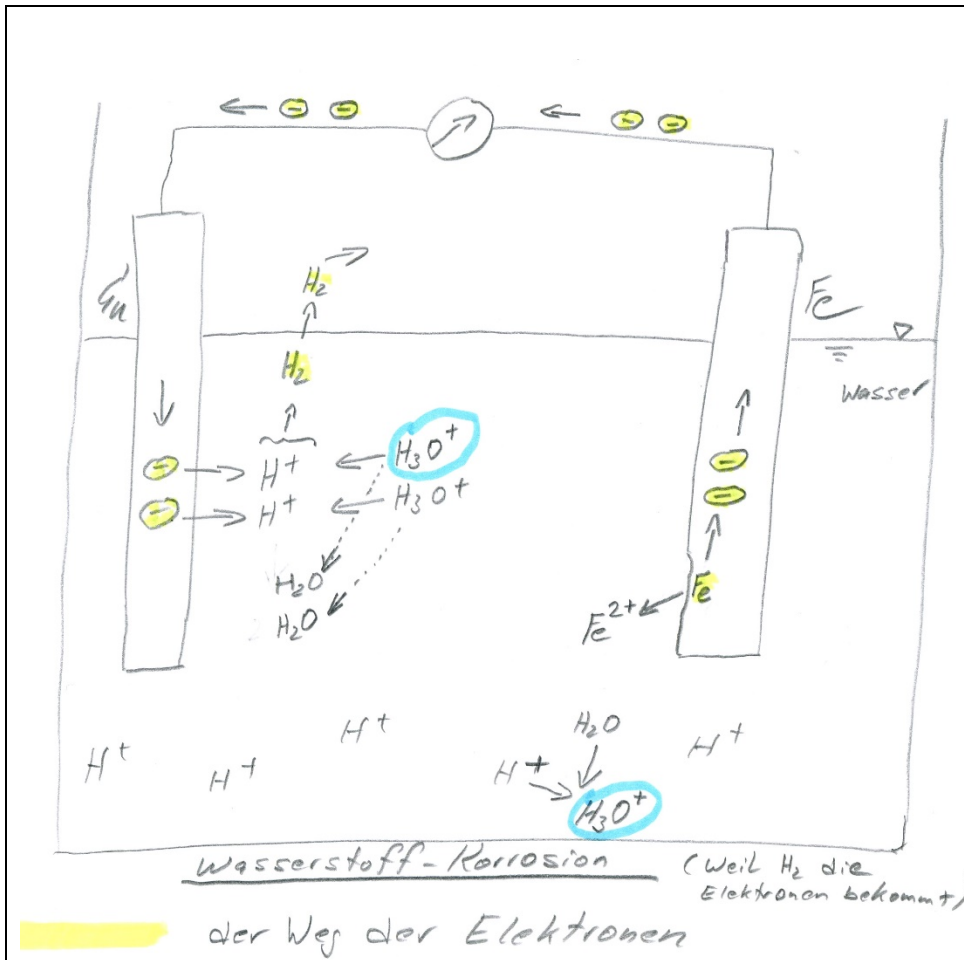 ⊖ ⊖
⊖ ⊖
H₂
Cu
Fe
H₂
Wasser
H₃O⁺
⊖ H⁺
⊖
H₃O⁺
⊖ H⁺
⊖
H₂O
Fe
H₂O
Fe²⁺
H⁺
H₂O
H⁺
H⁺
H⁺
H⁺
H₃O⁺
Wasserstoff-Korrosion
(Weil H₂ die
Elektronen bekommt)
der Weg der Elektronen